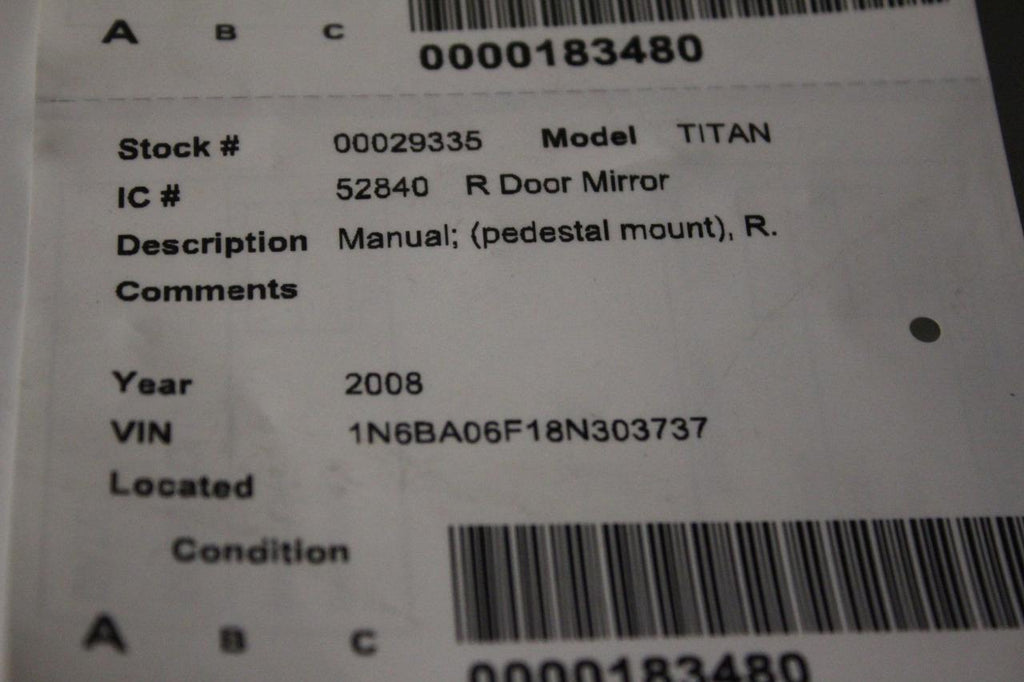 A B C
0000183480
Stock # 00029335 Model TITAN
IC # 52840 R Door Mirror
Description Manual; (pedestal mount), R.
Comments
Year 2008
VIN 1N6BA06F18N303737
Located
Condition
A B C
0000183480